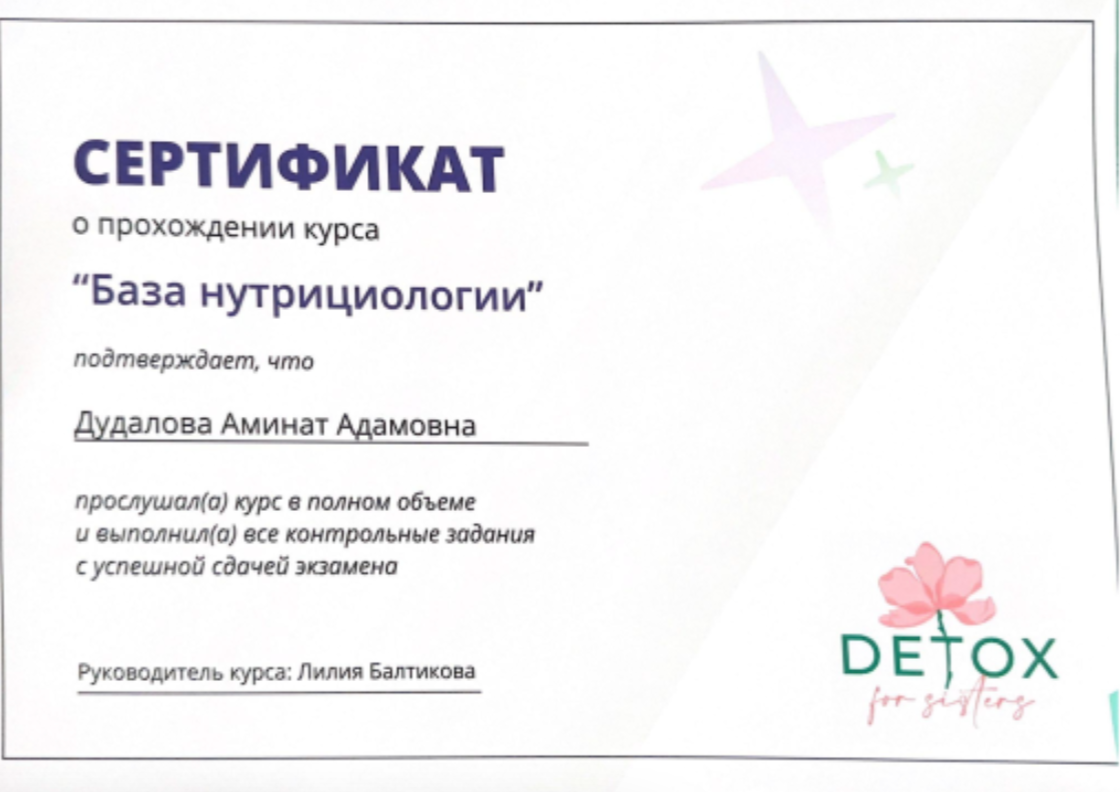 СЕРТИФИКАТ
о прохождении курса
“База нутрициологии”
подтверждает, что
Дудалова Аминат Адамовна
прослушал(а) курс в полном объеме
и выполнил(а) все контрольные задания
с успешной сдачей экзамена
Руководитель курса: Лилия Балтикова
DETOX
for sisters